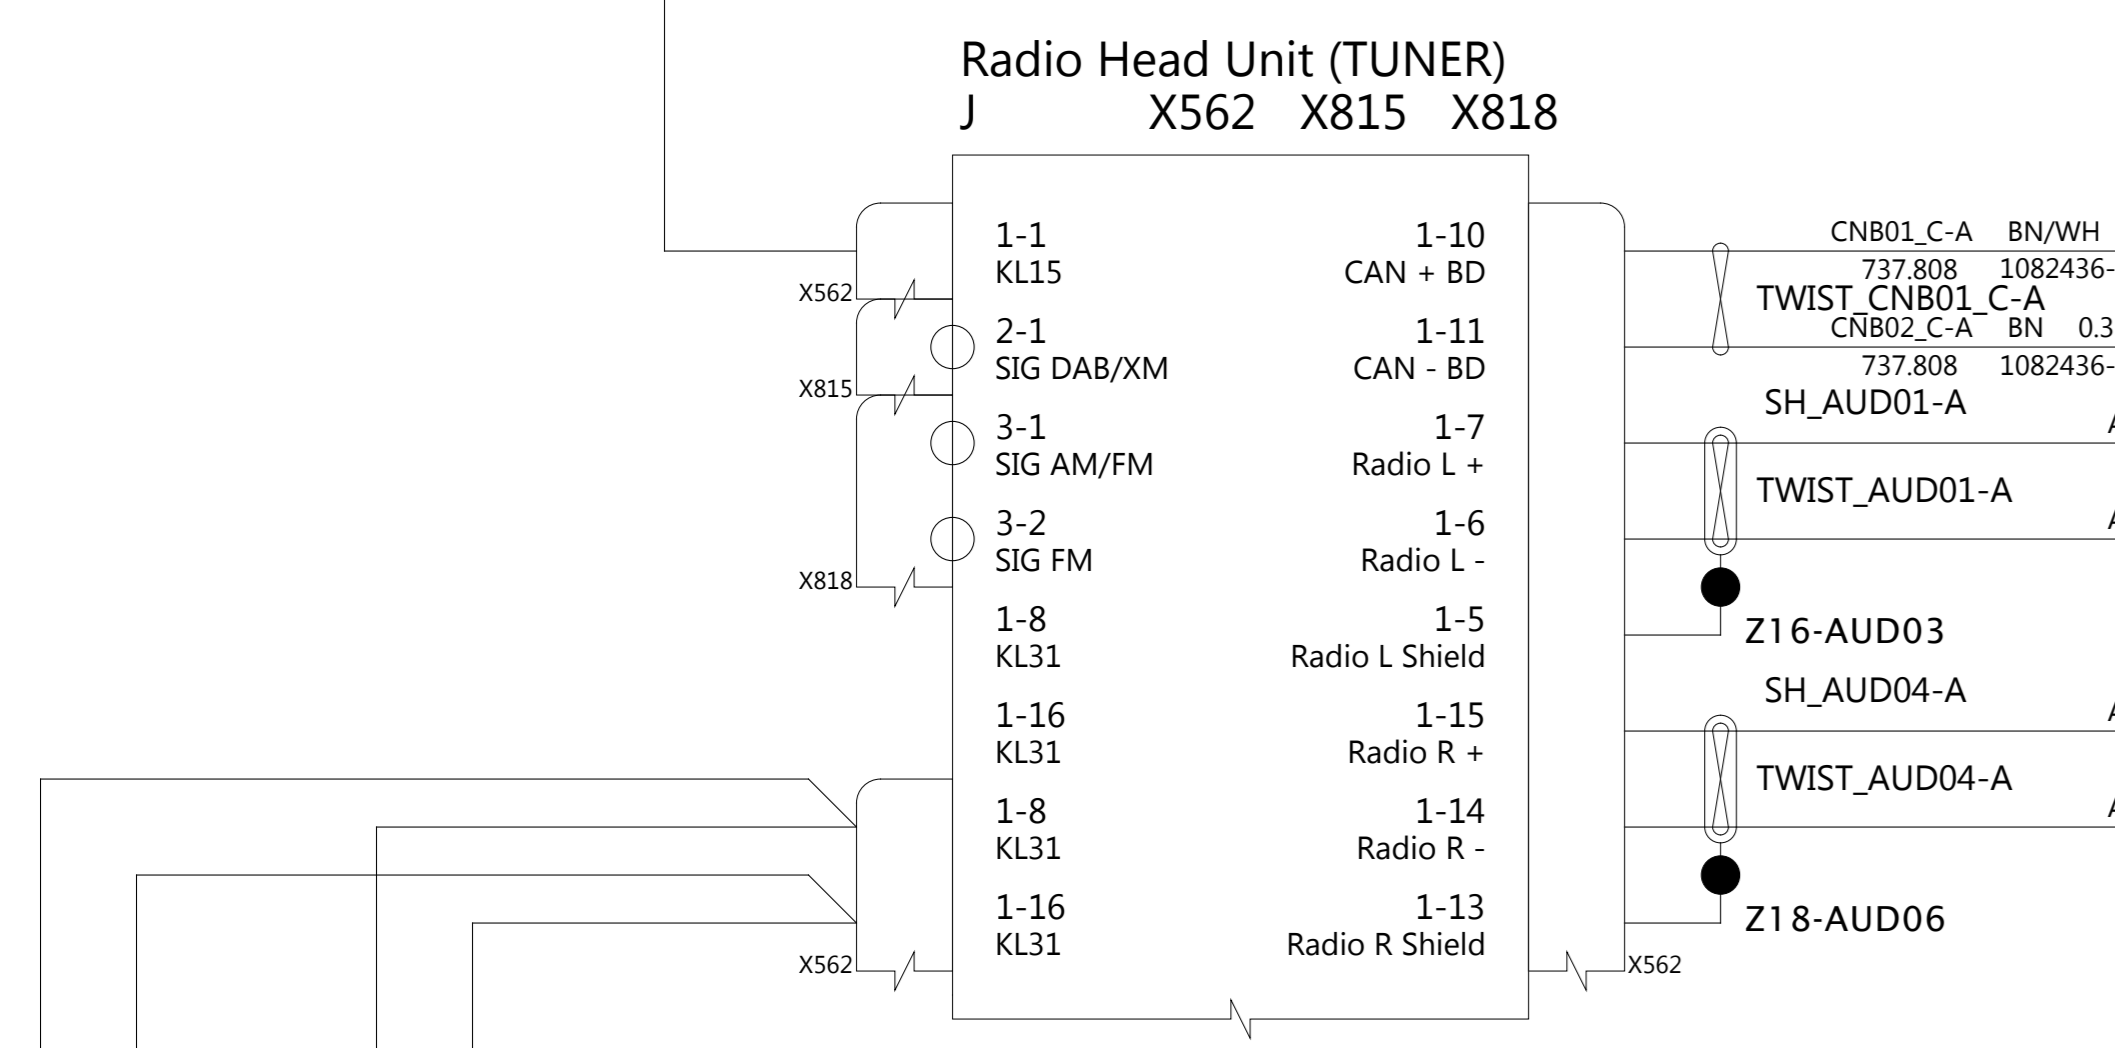 Radio Head Unit (TUNER)
J X562 X815 X818
1-1
KL15
X562
2-1
SIG DAB/XM
X815
3-1
SIG AM/FM
3-2
SIG FM
X818
1-8
KL31
1-16
KL31
1-8
KL31
1-16
KL31
X562
1-10
CAN + BD
1-11
CAN - BD
1-7
Radio L +
1-6
Radio L -
1-5
Radio L Shield
1-15
Radio R +
1-14
Radio R -
1-13
Radio R Shield
X562
CNB01_C-A BN/WH
737.808 1082436-
TWIST_CNB01_C-A
CNB02_C-A BN 0.3
737.808 1082436-
SH_AUD01-A
TWIST_AUD01-A
Z16-AUD03
SH_AUD04-A
TWIST_AUD04-A
Z18-AUD06